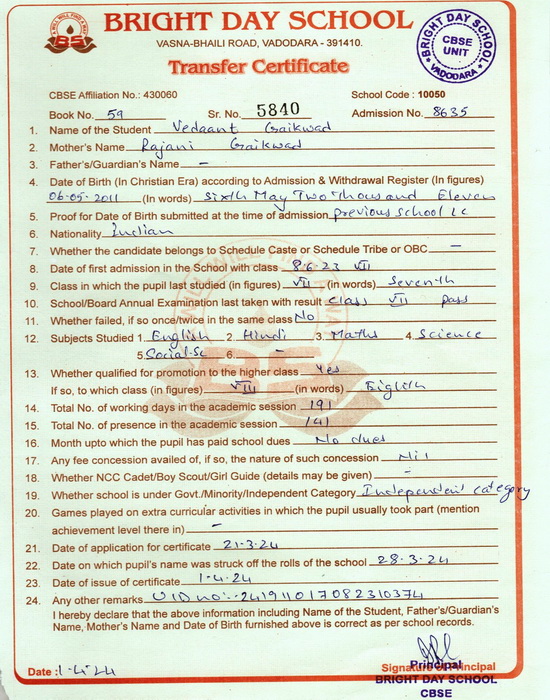 BRIGHT DAY SCHOOL
VASNA-BHAILI ROAD, VADODARA - 391410.
Transfer Certificate
BRIGHT DAY SCHOOL
CBSE
UNIT
VADODARA
BS
CBSE Affiliation No.: 430060 School Code : 10050
Book No. 59 Sr. No. 5840 Admission No. 8635
1. Name of the Student Vedaant Gaikwad
2. Mother's Name Rajani Gaikwad
3. Father's/Guardian's Name –
4. Date of Birth (In Christian Era) according to Admission & Withdrawal Register (In figures)
06-05-2011 (In words) Sixth May Two Thousand Eleven
5. Proof for Date of Birth submitted at the time of admission previous school LC
6. Nationality Indian
7. Whether the candidate belongs to Schedule Caste or Schedule Tribe or OBC –
8. Date of first admission in the School with class 8-6-23 VII
9. Class in which the pupil last studied (in figures) VII (in words) Seventh
10. School/Board Annual Examination last taken with result Class VII pass
11. Whether failed, if so once/twice in the same class No
12. Subjects Studied 1. English 2. Hindi 3. Maths 4. Science
5. Social.Sc 6. –
13. Whether qualified for promotion to the higher class Yes
If so, to which class (in figures) VIII (in words) Eighth
14. Total No. of working days in the academic session 191
15. Total No. of presence in the academic session 141
16. Month upto which the pupil has paid school dues No dues
17. Any fee concession availed of, if so, the nature of such concession Nil
18. Whether NCC Cadet/Boy Scout/Girl Guide (details may be given) –
19. Whether school is under Govt./Minority/Independent Category Independent category
20. Games played on extra curricular activities in which the pupil usually took part (mention
achievement level there in) –
21. Date of application for certificate 21-3-24
22. Date on which pupil's name was struck off the rolls of the school 28-3-24
23. Date of issue of certificate 1-4-24
24. Any other remarks UID no:- 241911017082310374
I hereby declare that the above information including Name of the Student, Father's/Guardian's
Name, Mother's Name and Date of Birth furnished above is correct as per school records.
Date : 1-4-24 Signature Of Principal
Principal
BRIGHT DAY SCHOOL
CBSE